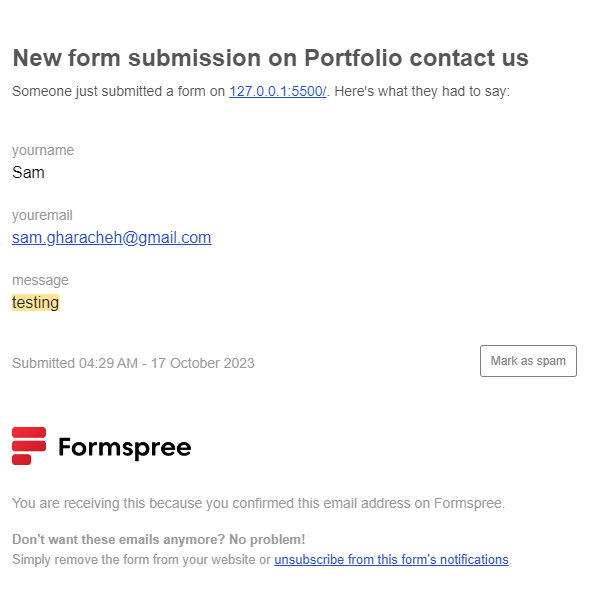 New form submission on Portfolio contact us
Someone just submitted a form on 127.0.0.1:5500/. Here's what they had to say:
yourname
Sam
youremail
sam.gharacheh@gmail.com
message
testing
Submitted 04:29 AM - 17 October 2023
Mark as spam
Formspree
You are receiving this because you confirmed this email address on Formspree.
Don't want these emails anymore? No problem!
Simply remove the form from your website or unsubscribe from this form's notifications.